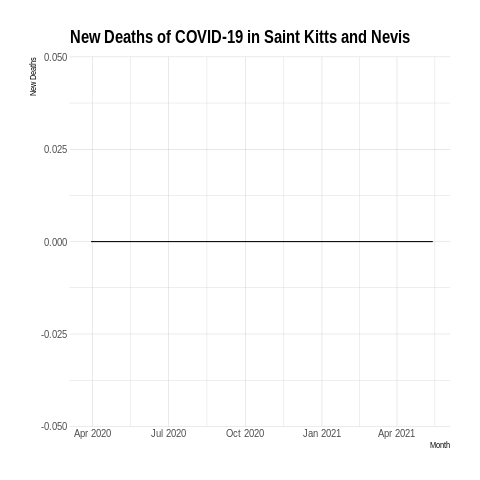 New Deaths of COVID-19 in Saint Kitts and Nevis
New Deaths
0.050
0.025
0.000
-0.025
-0.050
Apr 2020 Jul 2020 Oct 2020 Jan 2021 Apr 2021
Month